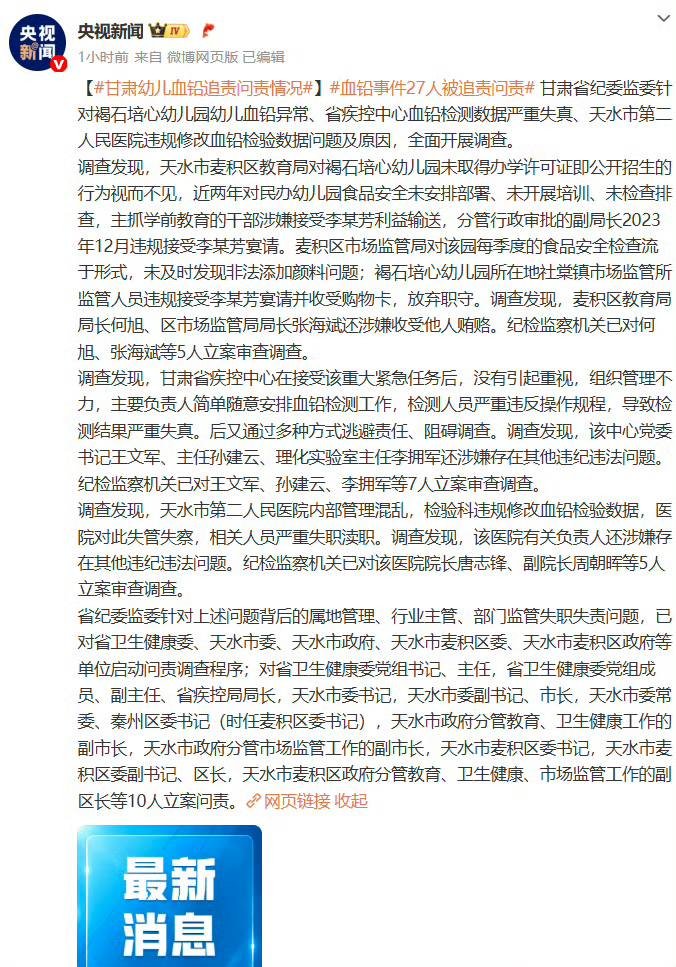 央视
新闻
央视新闻 IV
1小时前 来自 微博网页版 已编辑
【#甘肃幼儿血铅追责问责情况#】#血铅事件27人被追责问责# 甘肃省纪委监委针
对褐石培心幼儿园幼儿血铅异常、省疾控中心血铅检测数据严重失真、天水市第二
人民医院违规修改血铅检验数据问题及原因，全面开展调查。
调查发现，天水市麦积区教育局对褐石培心幼儿园未取得办学许可证即公开招生的
行为视而不见，近两年对民办幼儿园食品安全未安排部署、未开展培训、未检查排
查，主抓学前教育的干部涉嫌接受李某芳利益输送，分管行政审批的副局长2023
年12月违规接受李某芳宴请。麦积区市场监管局对该园每季度的食品安全检查流
于形式，未及时发现非法添加颜料问题；褐石培心幼儿园所在地社棠镇市场监管所
监管人员违规接受李某芳宴请并收受购物卡，放弃职守。调查发现，麦积区教育局
局长何旭、区市场监管局局长张海斌还涉嫌收受他人贿赂。纪检监察机关已对何
旭、张海斌等5人立案审查调查。
调查发现，甘肃省疾控中心在接受该重大紧急任务后，没有引起重视，组织管理不
力，主要负责人简单随意安排血铅检测工作，检测人员严重违反操作规程，导致检
测结果严重失真。后又通过多种方式逃避责任、阻碍调查。调查发现，该中心党委
书记王文军、主任孙建云、理化实验室主任李拥军还涉嫌存在其他违纪违法问题。
纪检监察机关已对王文军、孙建云、李拥军等7人立案审查调查。
调查发现，天水市第二人民医院内部管理混乱，检验科违规修改血铅检验数据，医
院对此失管失察，相关人员严重失职渎职。调查发现，该医院有关负责人还涉嫌存
在其他违纪违法问题。纪检监察机关已对该医院院长唐志锋、副院长周朝晖等5人
立案审查调查。
省纪委监委针对上述问题背后的属地管理、行业主管、部门监管失职失责问题，已
对省卫生健康委、天水市委、天水市政府、天水市麦积区委、天水市麦积区政府等
单位启动问责调查程序；对省卫生健康委党组书记、主任，省卫生健康委党组成
员、副主任、省疾控局局长，天水市委书记，天水市委副书记、市长，天水市委常
委、秦州区委书记（时任麦积区委书记），天水市政府分管教育、卫生健康工作的
副市长，天水市政府分管市场监管工作的副市长，天水市麦积区委书记，天水市麦
积区委副书记、区长，天水市麦积区政府分管教育、卫生健康、市场监管工作的副
区长等10人立案问责。网页链接 收起
最新
消息